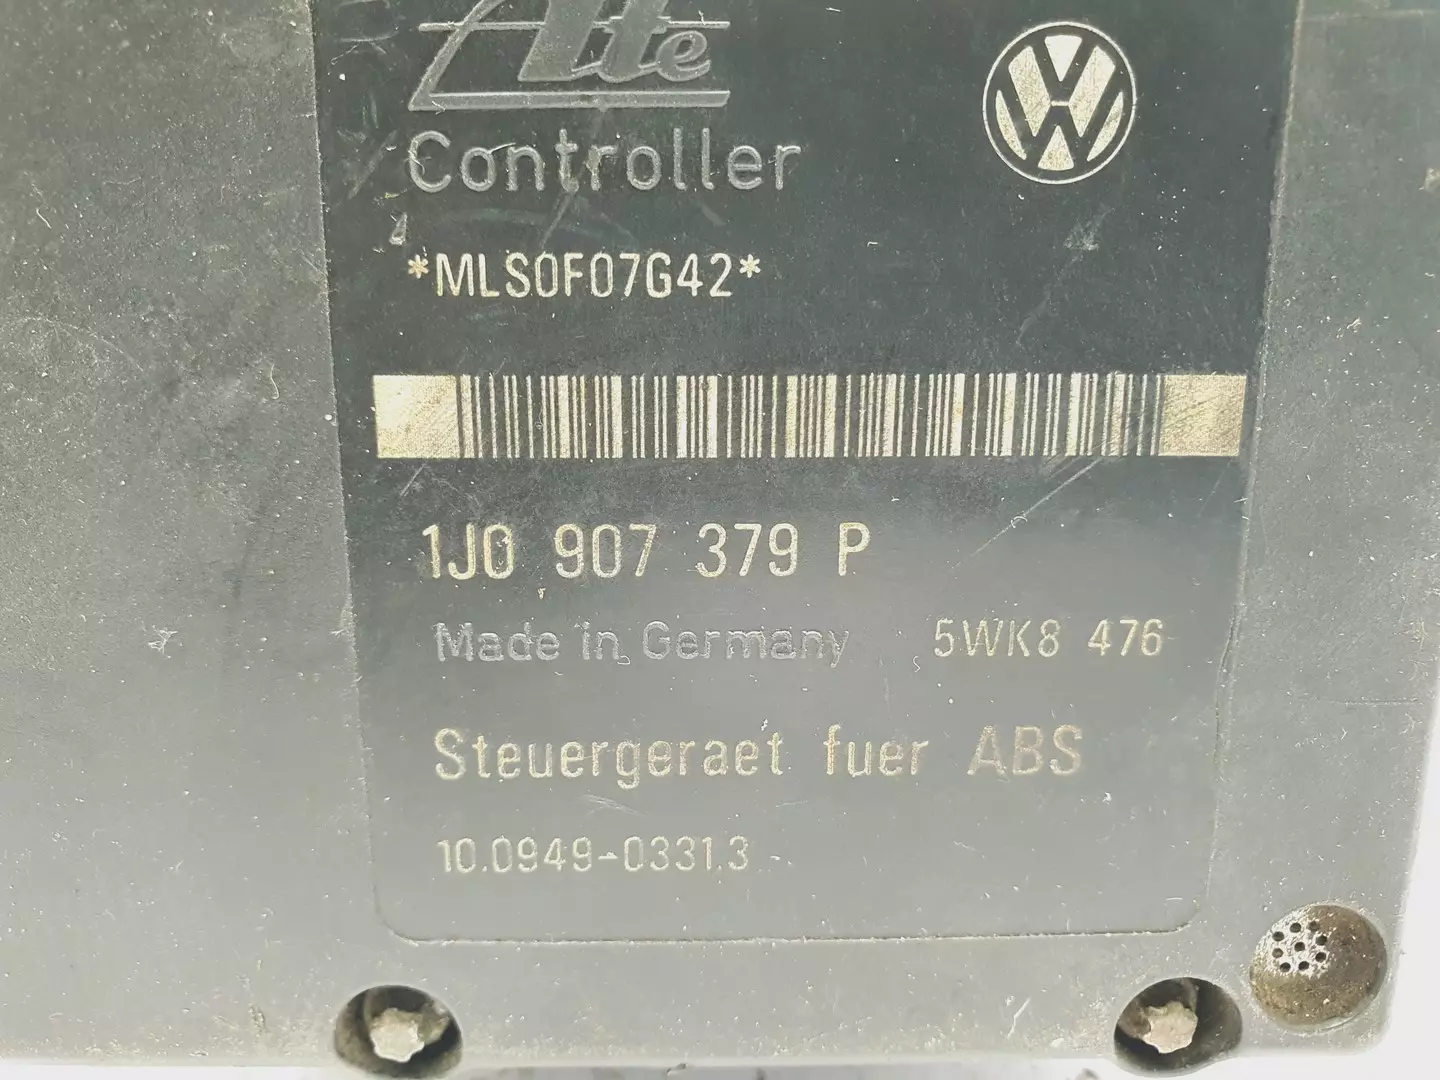 Ate
Controller
*MLS0F07G42*
1J0 907 379 P
Made in Germany 5WK8 476
Steuergeraet fuer ABS
10.0949-0331.3